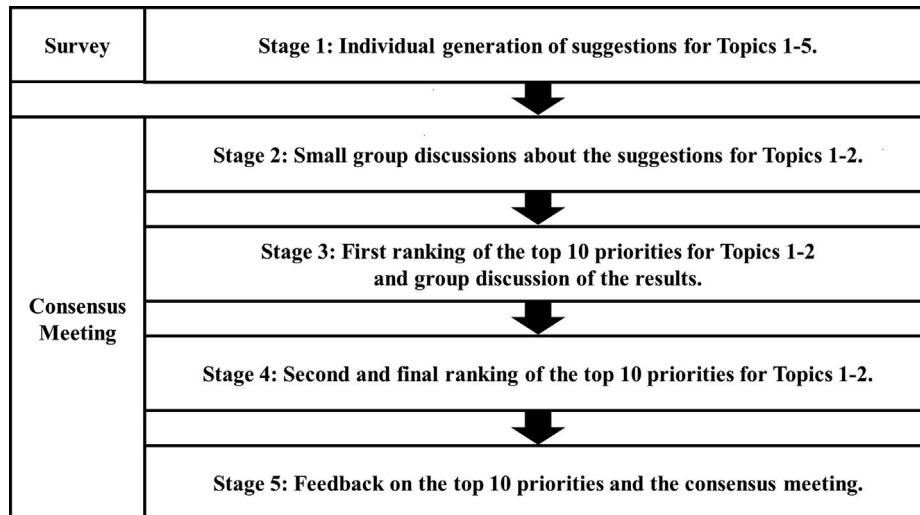 Survey
Stage 1: Individual generation of suggestions for Topics 1-5.
Consensus
Meeting
Stage 2: Small group discussions about the suggestions for Topics 1-2.
Stage 3: First ranking of the top 10 priorities for Topics 1-2
and group discussion of the results.
Stage 4: Second and final ranking of the top 10 priorities for Topics 1-2.
Stage 5: Feedback on the top 10 priorities and the consensus meeting.